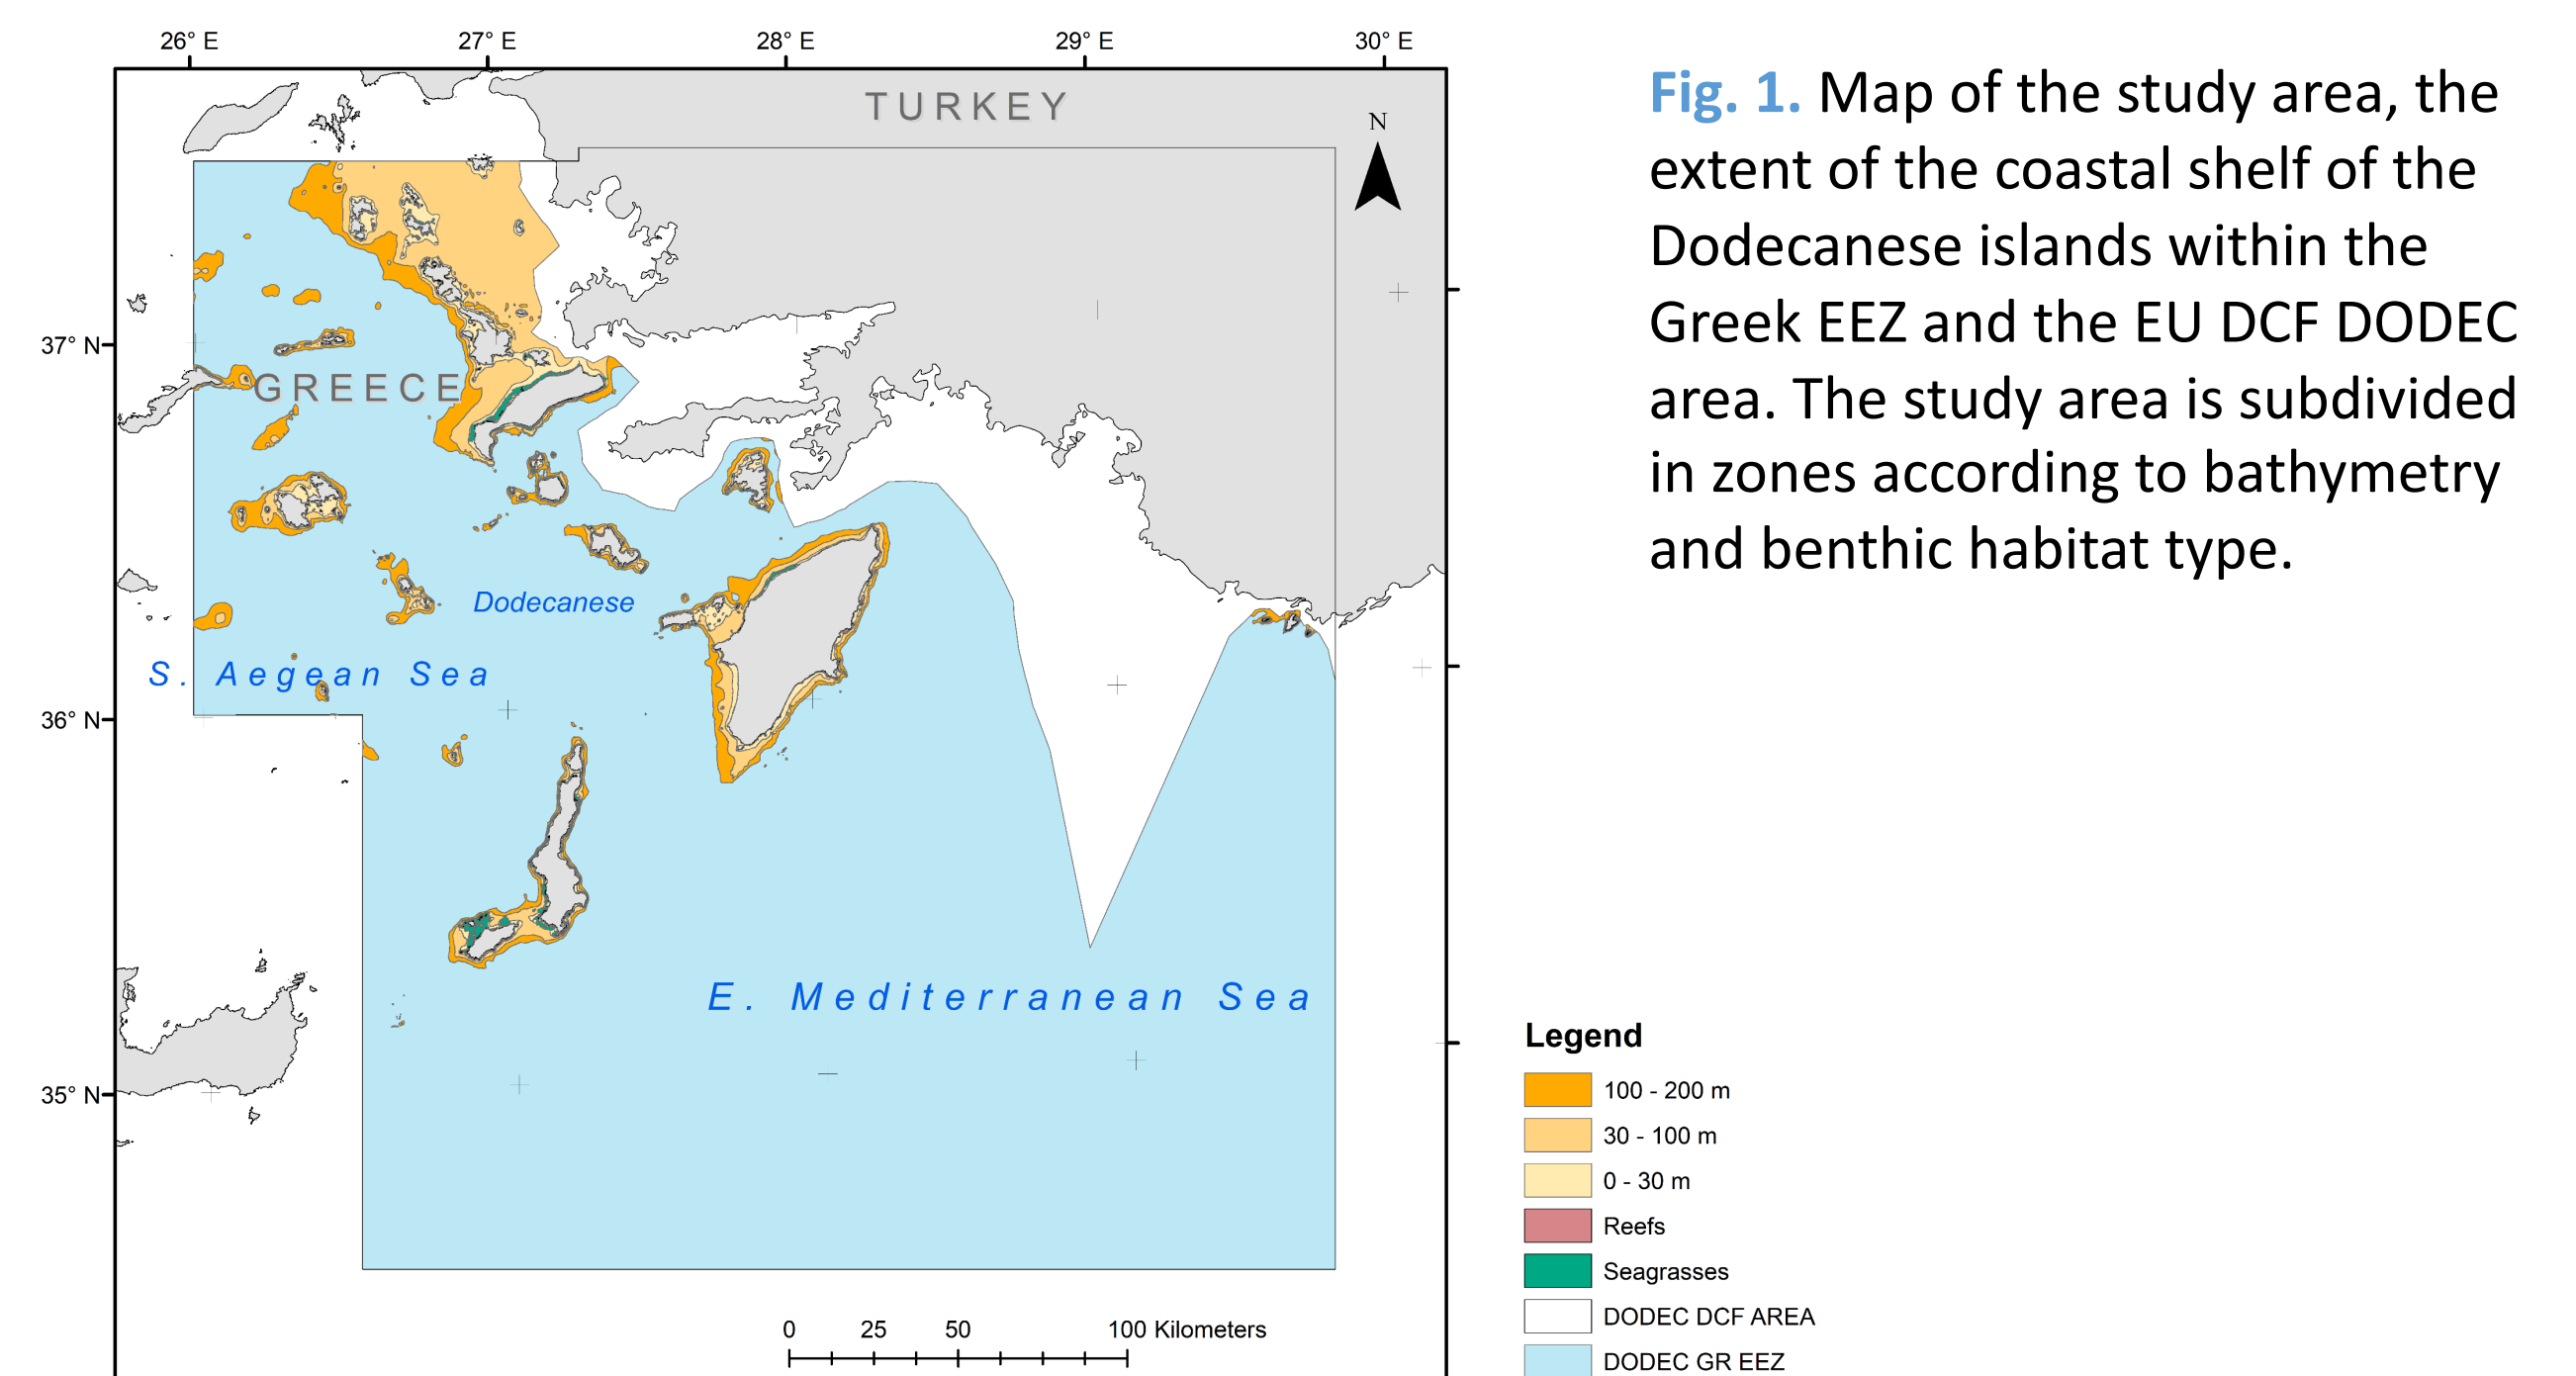 26° E 27° E 28° E 29° E 30° E
TURKEY
N
37° N
GREECE
Dodecanese
S. Aegean Sea
36° N
E. Mediterranean Sea
35° N
0 25 50 100 Kilometers
Fig. 1. Map of the study area, the
extent of the coastal shelf of the
Dodecanese islands within the
Greek EEZ and the EU DCF DODEC
area. The study area is subdivided
in zones according to bathymetry
and benthic habitat type.
Legend
100 - 200 m
30 - 100 m
0 - 30 m
Reefs
Seagrasses
DODEC DCF AREA
DODEC GR EEZ